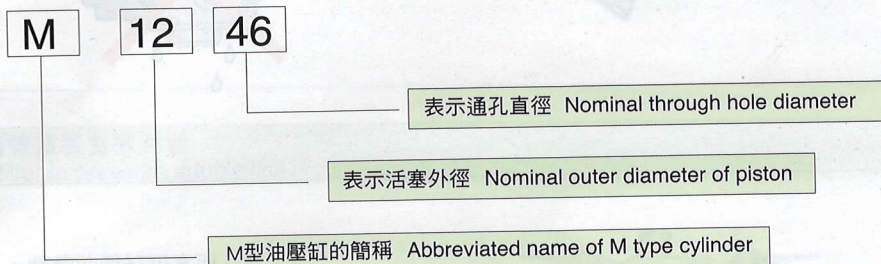 M 12 46
表示通孔直徑 Nominal through hole diameter
表示活塞外徑 Nominal outer diameter of piston
M型油壓缸的簡稱 Abbreviated name of M type cylinder